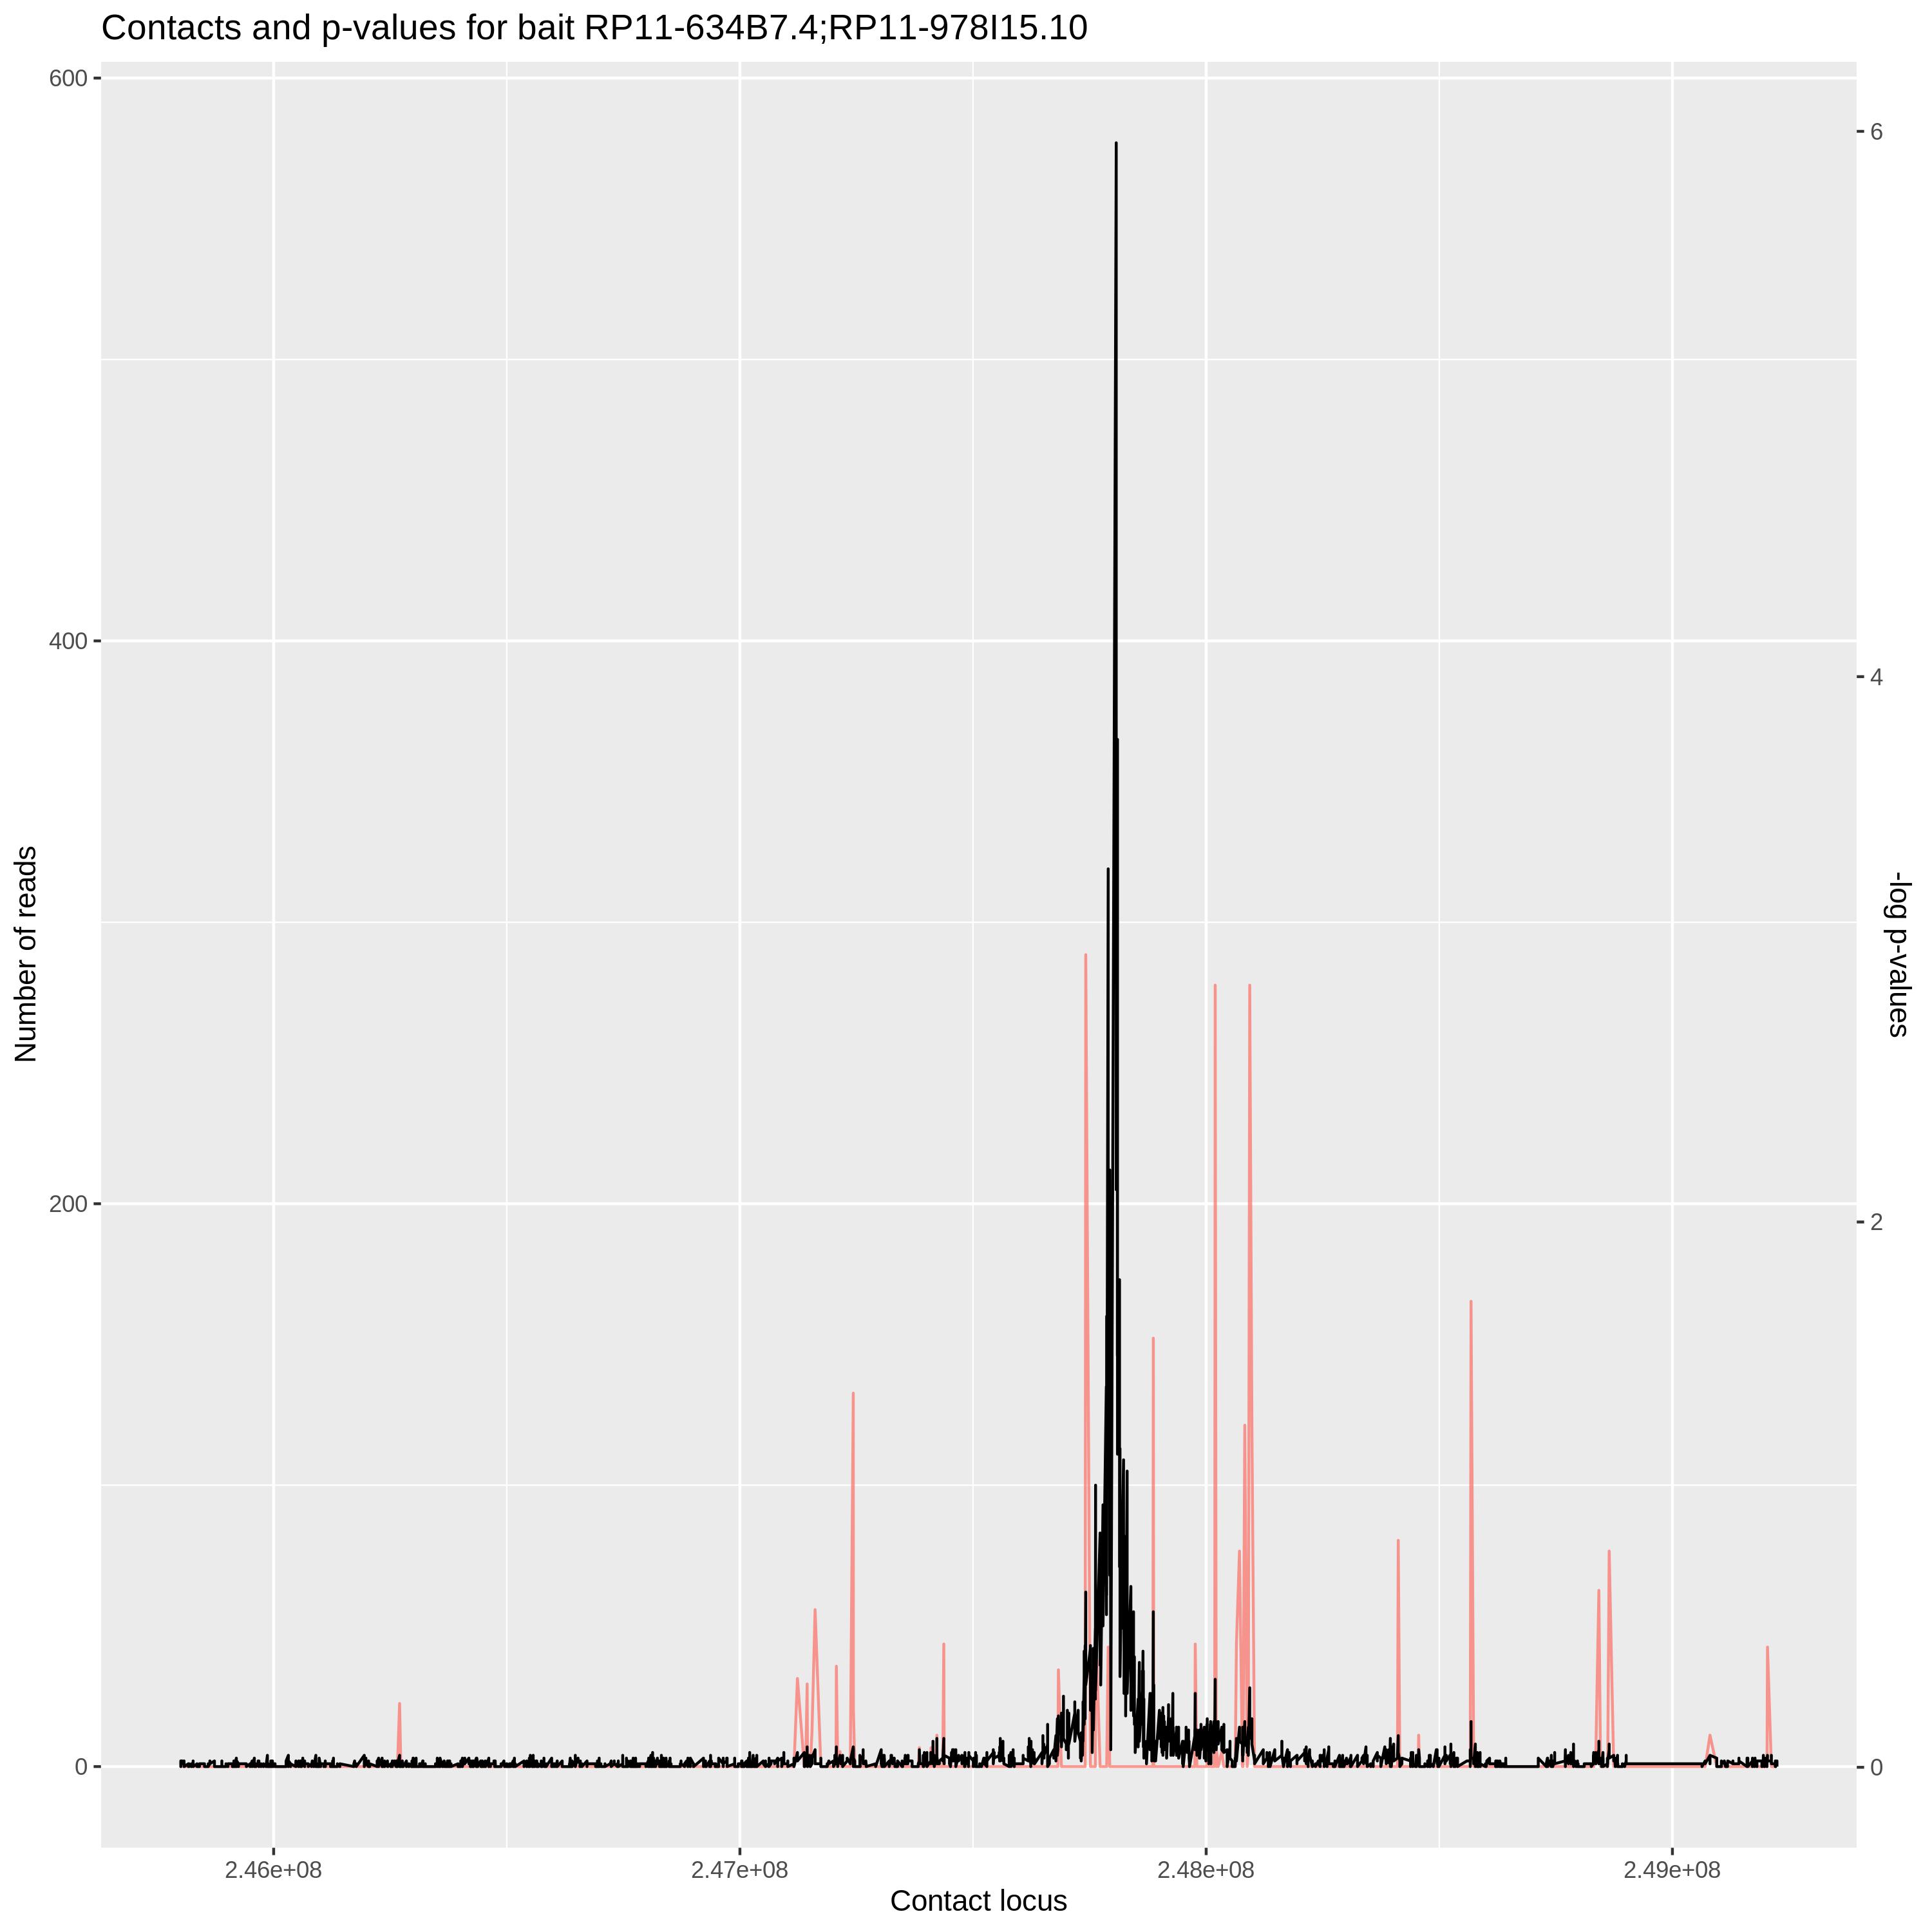 Contacts and p-values for bait RP11-634B7.4;RP11-978I15.10
600
400
200
0
Number of reads
6
4
2
0
-log p-values
2.46e+08
2.47e+08
2.48e+08
2.49e+08
Contact locus